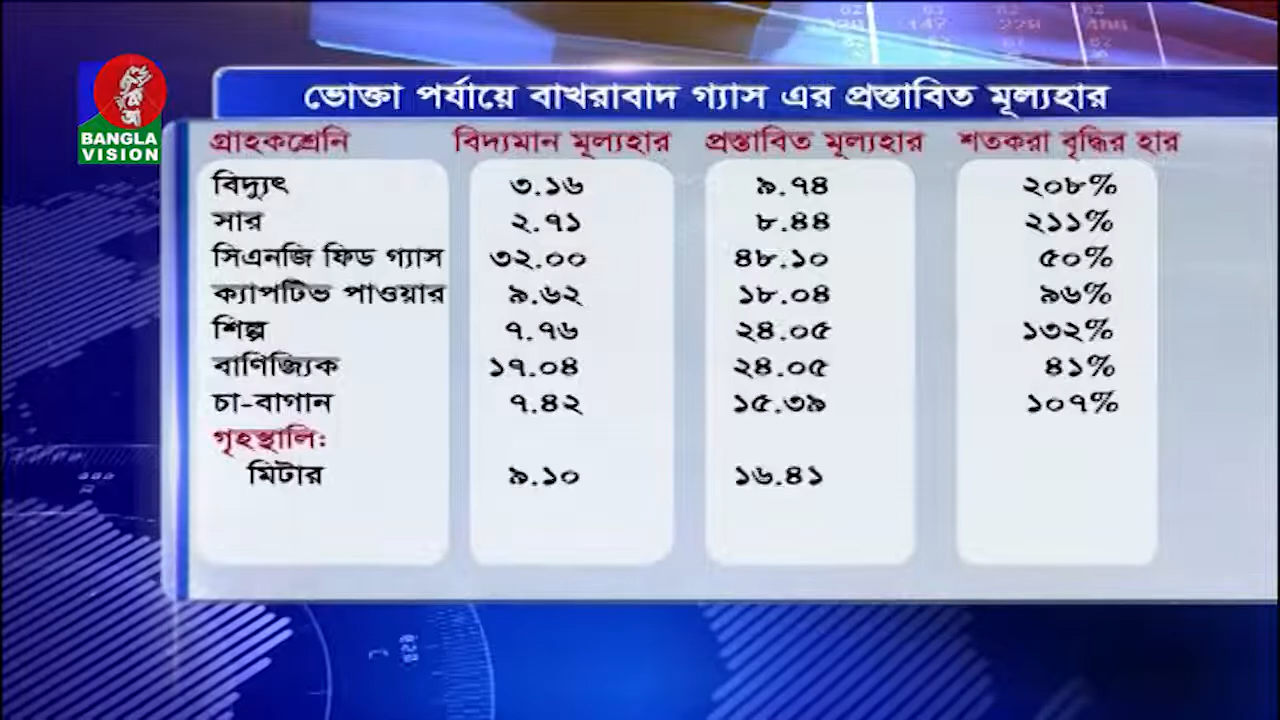 BANGLA
VISION
ভোক্তা পর্যায়ে বাখরাবাদ গ্যাস এর প্রস্তাবিত মূল্যহার
গ্রাহকশ্রেনি বিদ্যমান মূল্যহার প্রস্তাবিত মূল্যহার শতকরা বৃদ্ধির হার
বিদ্যুৎ ৩.১৬ ৯.৭৪ ২০৮%
সার ২.৭১ ৮.৪৪ ২১১%
সিএনজি ফিড গ্যাস ৩২.০০ ৪৮.১০ ৫০%
ক্যাপটিভ পাওয়ার ৯.৬২ ১৮.০৪ ৯৬%
শিল্প ৭.৭৬ ২৪.০৫ ১৩২%
বাণিজ্যিক ১৭.০৪ ২৪.০৫ ৪১%
চা-বাগান ৭.৪২ ১৫.৩৯ ১০৭%
গৃহস্থালি:
মিটার ৯.১০ ১৬.৪১